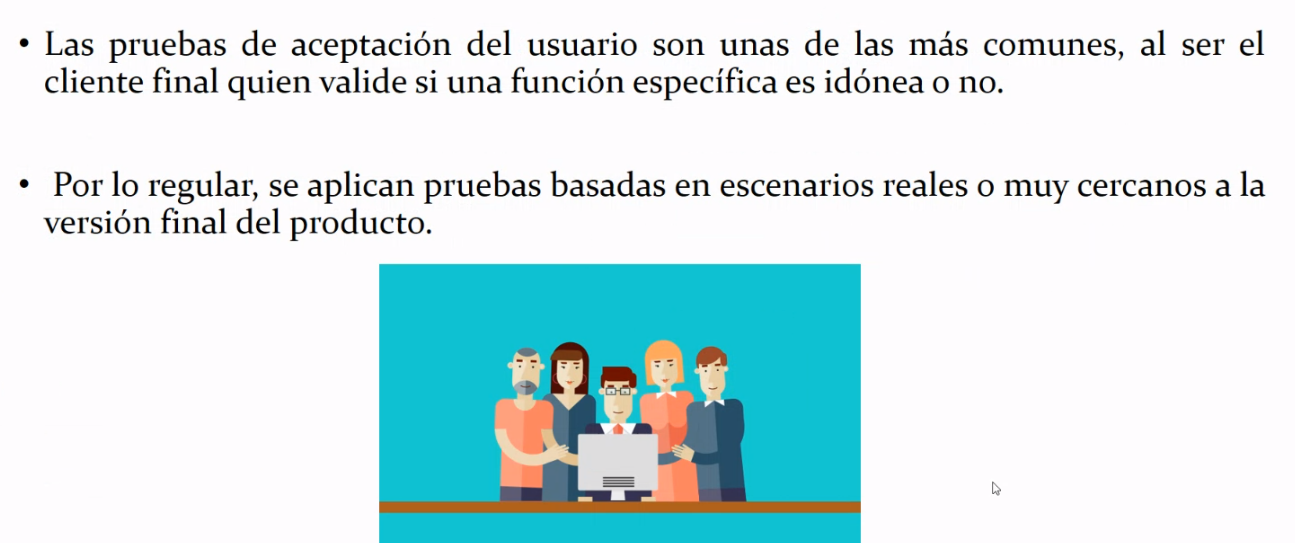 • Las pruebas de aceptación del usuario son unas de las más comunes, al ser el
cliente final quien valide si una función específica es idónea o no.
• Por lo regular, se aplican pruebas basadas en escenarios reales o muy cercanos a la
versión final del producto.